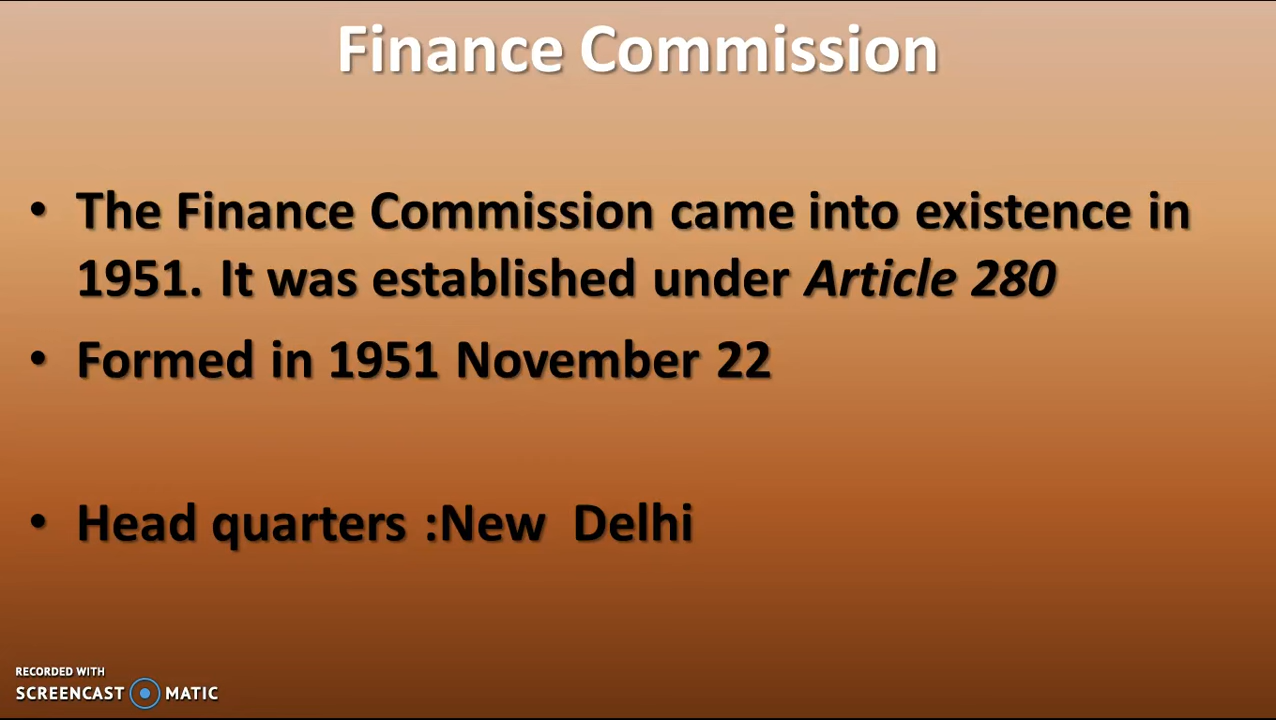 Finance Commission
• The Finance Commission came into existence in
1951. It was established under Article 280
• Formed in 1951 November 22
• Head quarters :New  Delhi
RECORDED WITH
SCREENCAST MATIC